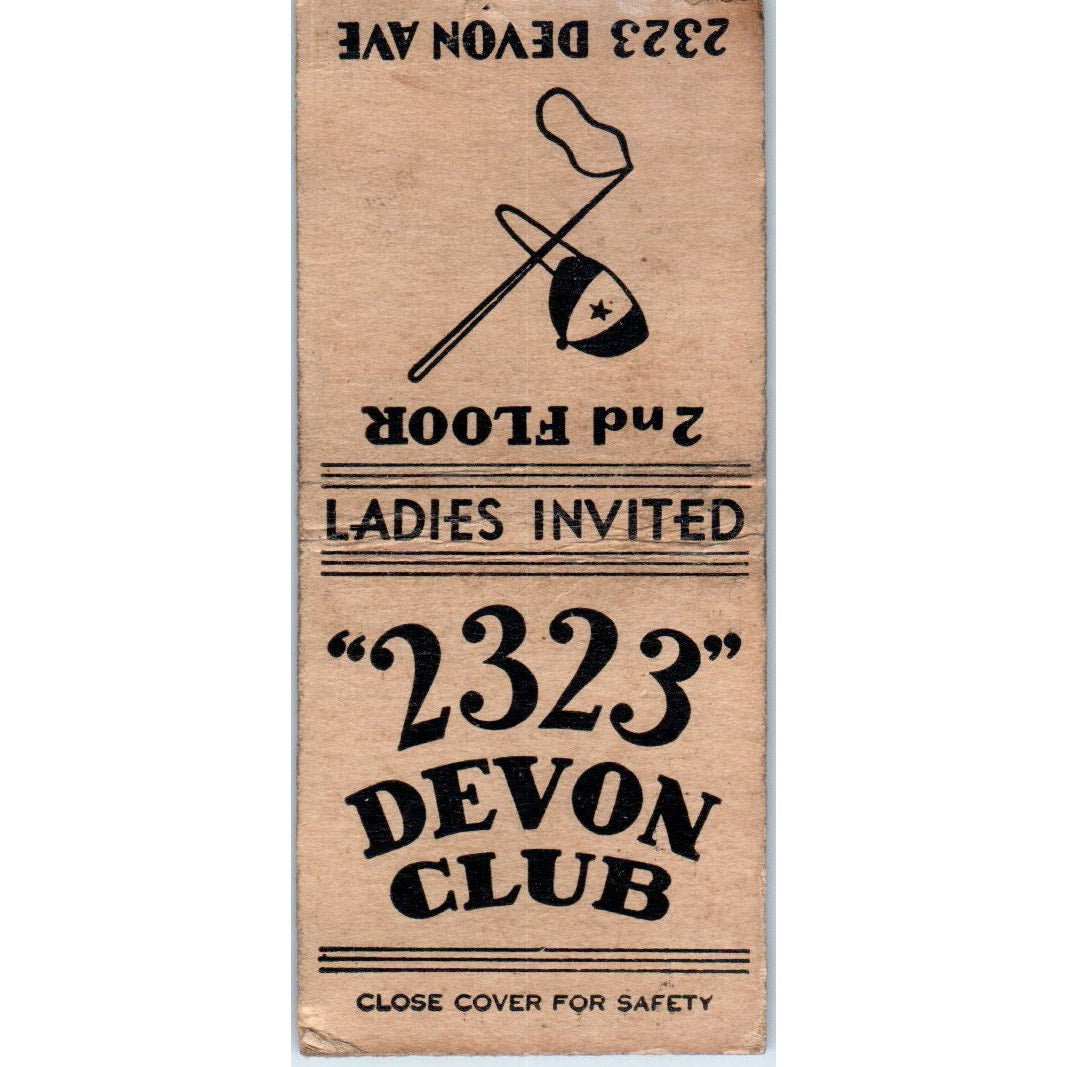 2323 DEVON AVE
2nd FLOOR
LADIES INVITED
“2323”
DEVON
CLUB
CLOSE COVER FOR SAFETY